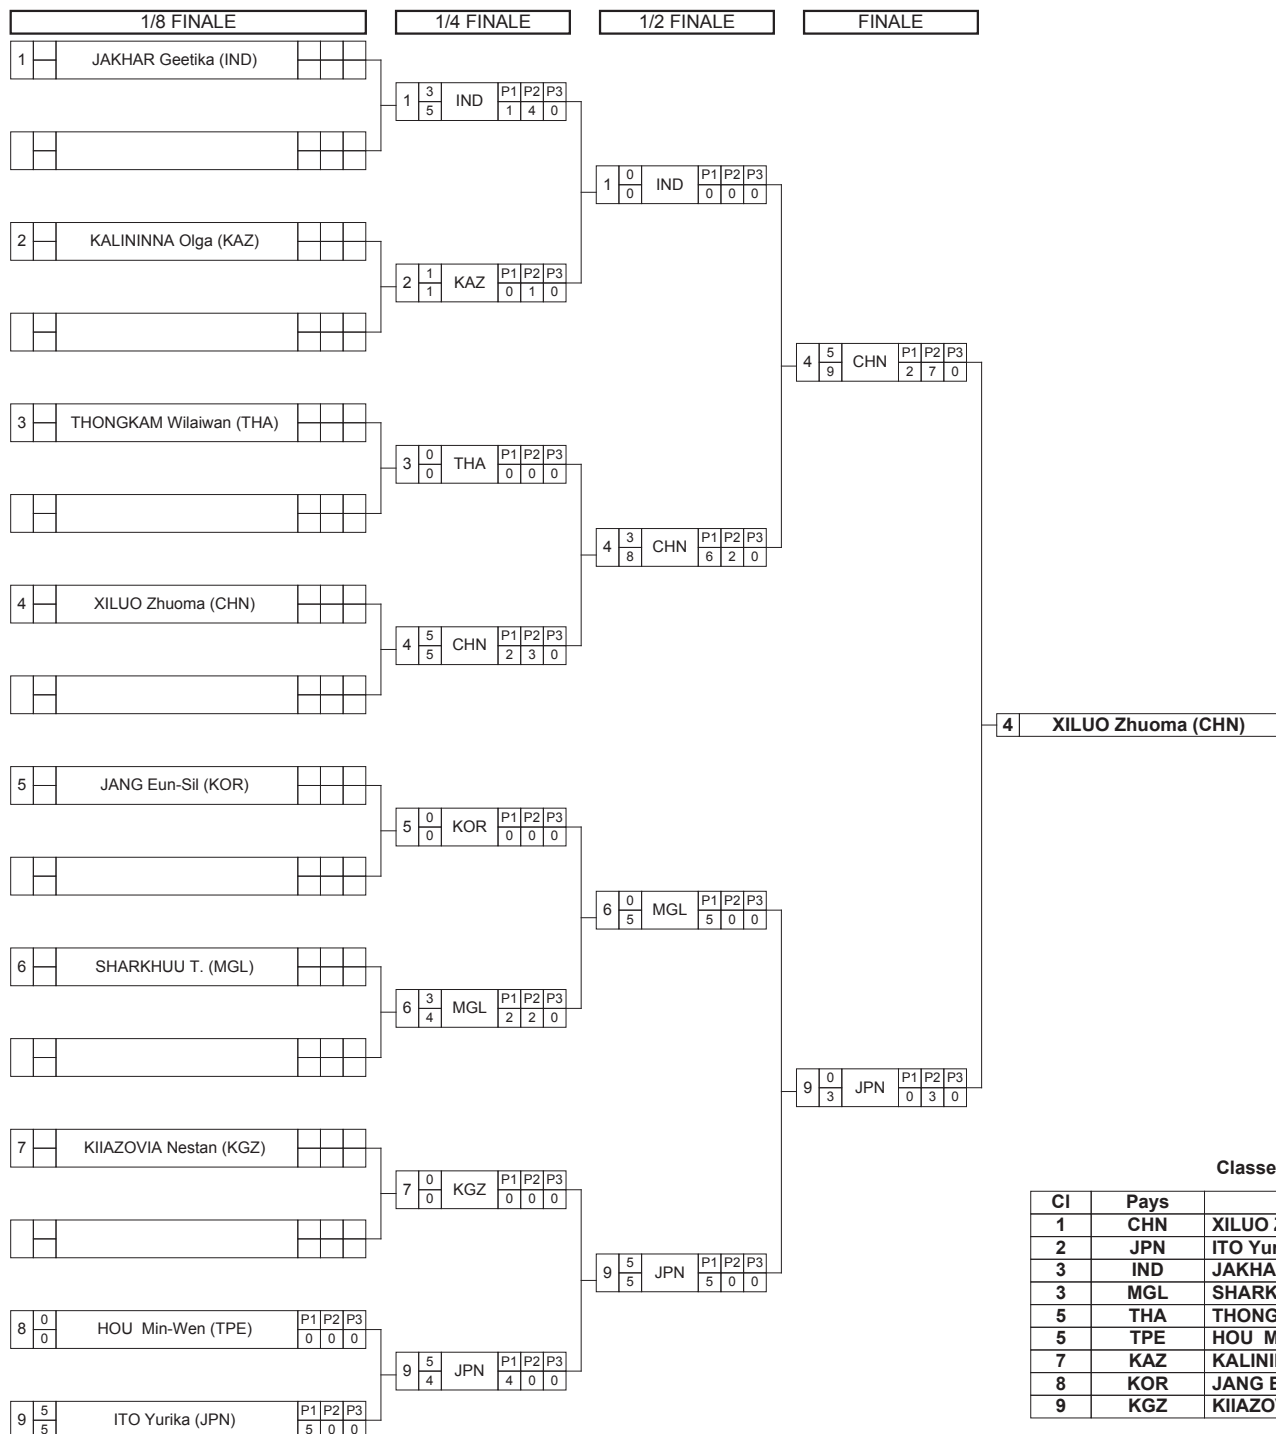 1/8 FINALE 1/4 FINALE 1/2 FINALE FINALE
1 JAKHAR Geetika (IND)
1 3 5 IND P1 P2 P3 1 4 0
1 0 0 IND P1 P2 P3 0 0 0
2 KALININNA Olga (KAZ)
2 1 1 KAZ P1 P2 P3 0 1 0
4 5 9 CHN P1 P2 P3 2 7 0
3 THONGKAM Wilaiwan (THA)
3 0 0 THA P1 P2 P3 0 0 0
4 3 8 CHN P1 P2 P3 6 2 0
4 XILUO Zhuoma (CHN)
4 5 5 CHN P1 P2 P3 2 3 0
4 XILUO Zhuoma (CHN)
5 JANG Eun-Sil (KOR)
5 0 0 KOR P1 P2 P3 0 0 0
6 0 5 MGL P1 P2 P3 5 0 0
6 SHARKHUU T. (MGL)
6 3 4 MGL P1 P2 P3 2 2 0
9 0 3 JPN P1 P2 P3 0 3 0
7 KIIAZOVIA Nestan (KGZ)
7 0 0 KGZ P1 P2 P3 0 0 0
9 5 5 JPN P1 P2 P3 5 0 0
8 0 0 HOU Min-Wen (TPE) P1 P2 P3 0 0 0
9 5 4 JPN P1 P2 P3 4 0 0
9 5 5 ITO Yurika (JPN) P1 P2 P3 5 0 0
Classe
Cl Pays
1 CHN XILUO
2 JPN ITO Yur
3 IND JAKHA
3 MGL SHARK
5 THA THONG
5 TPE HOU M
7 KAZ KALINI
8 KOR JANG E
9 KGZ KIIAZO